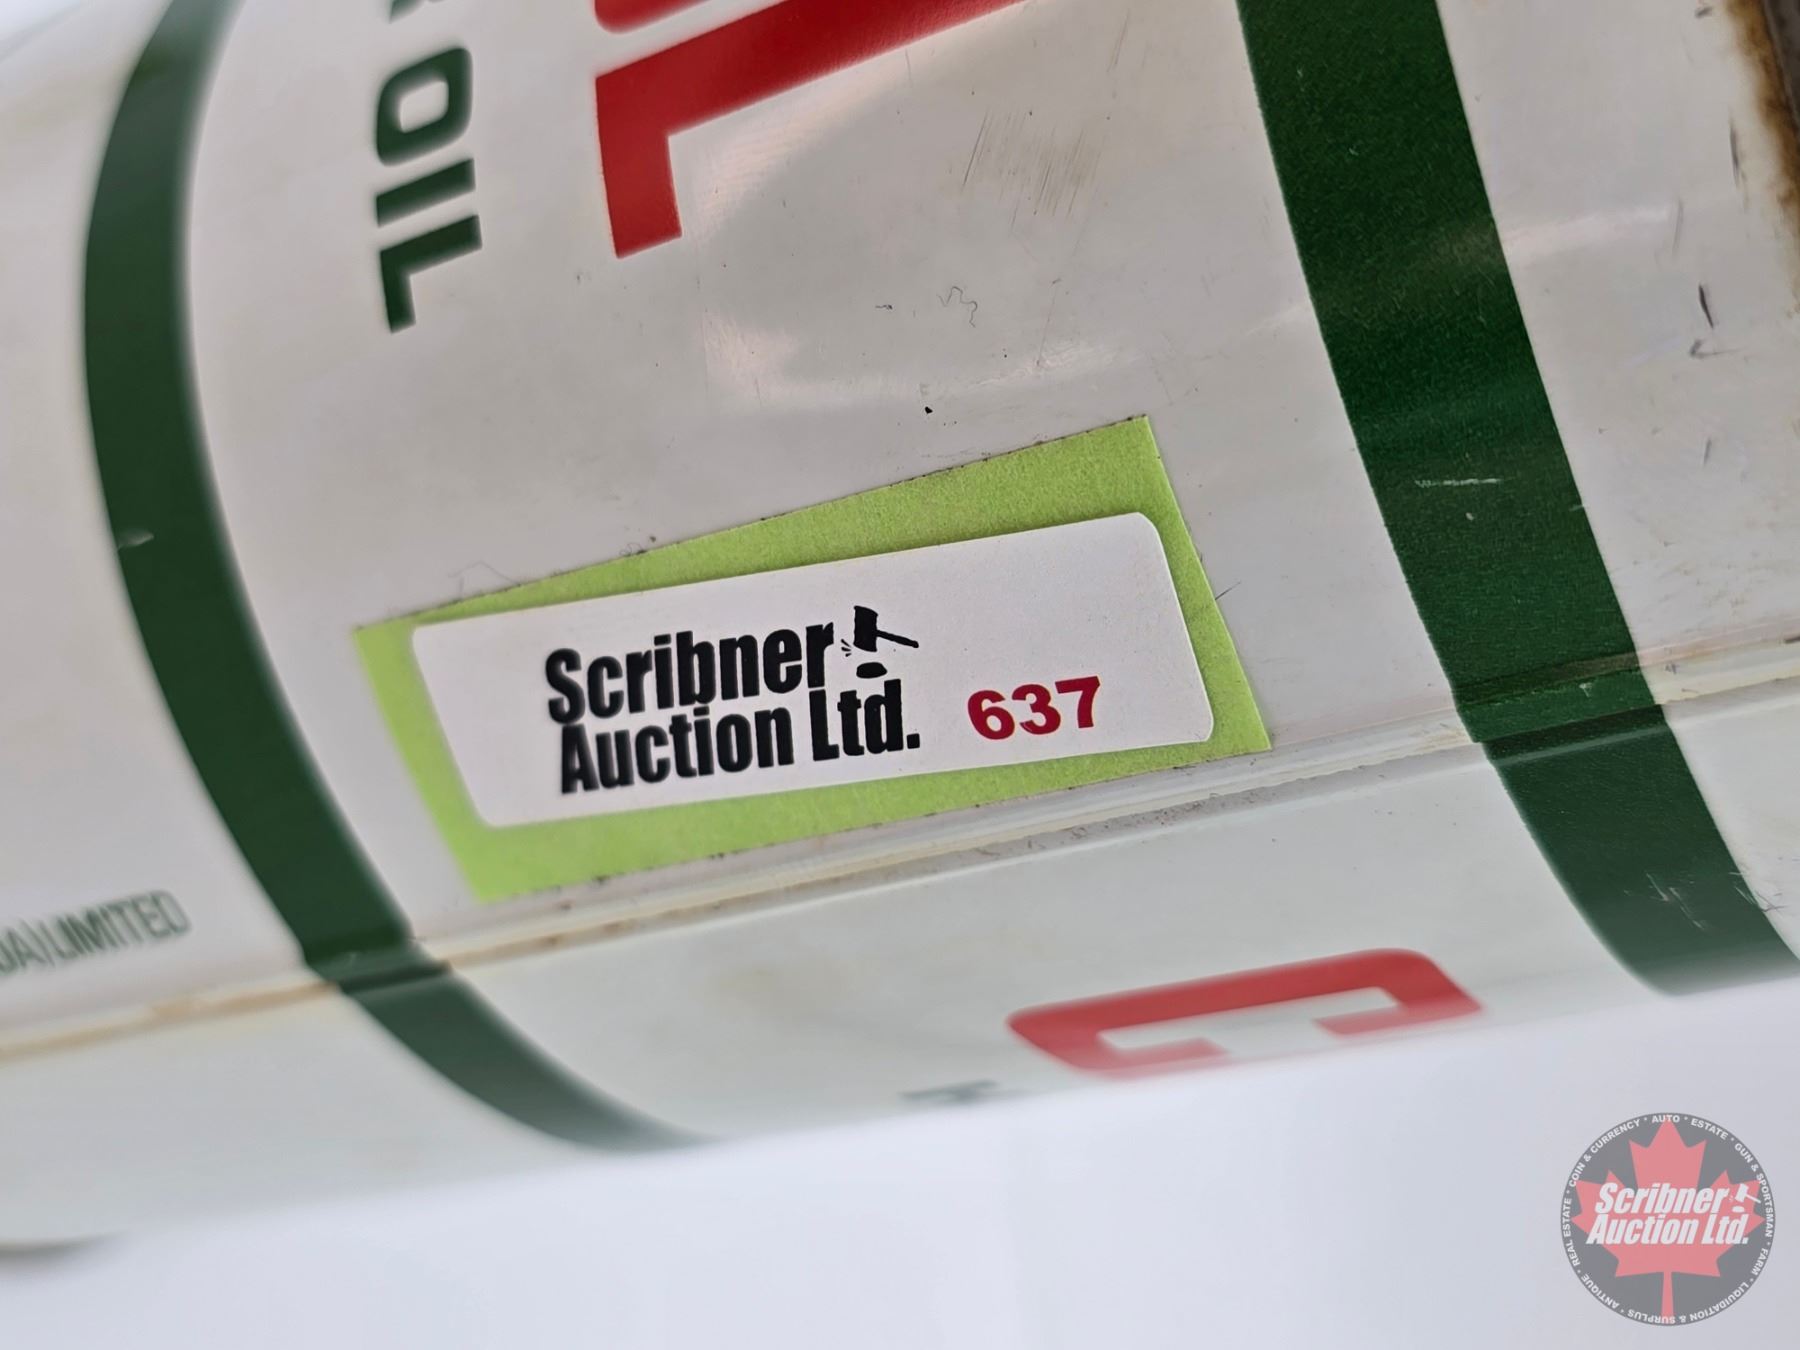 OIL
Scribner
Auction Ltd. 637
LIMITED
Scribner
Auction Ltd.
COIN & CURRENCY • AUTO • ESTATE • GUN & SPORTSMAN • FARM • LIQUIDATION & SURPLUS • ANTIQUE • REAL ESTATE •